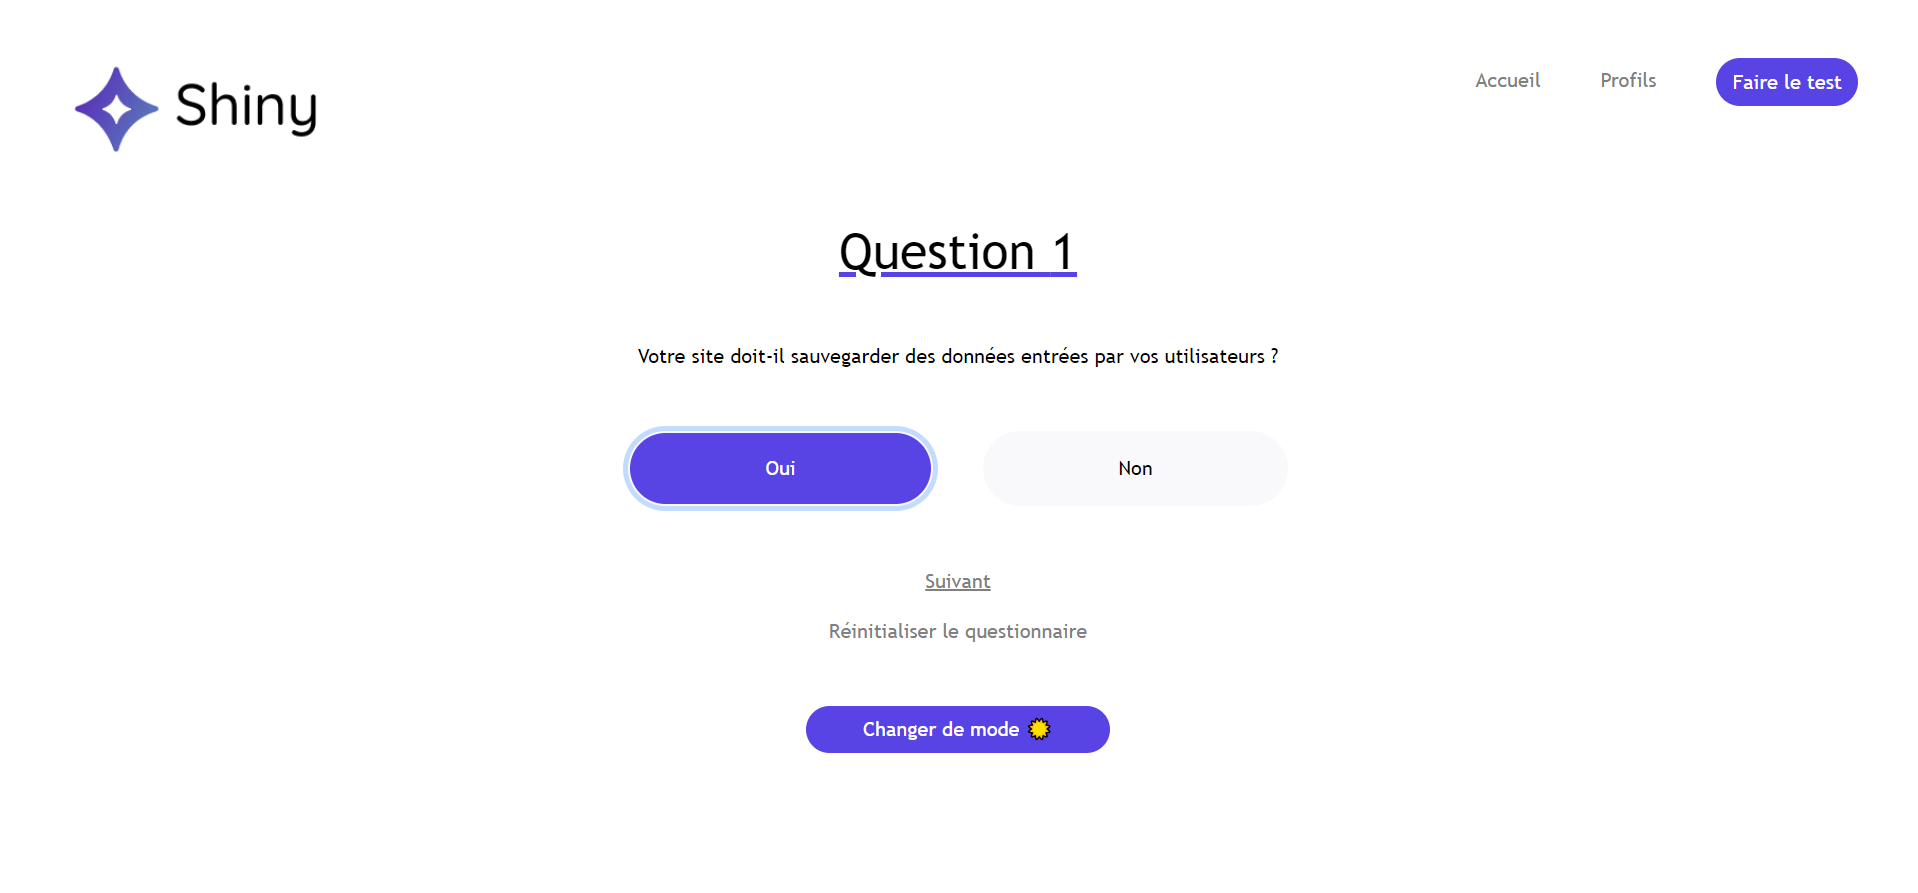 Shiny
Accueil
Profils
Faire le test
Question 1
Votre site doit-il sauvegarder des données entrées par vos utilisateurs ?
Oui
Non
Suivant
Réinitialiser le questionnaire
Changer de mode